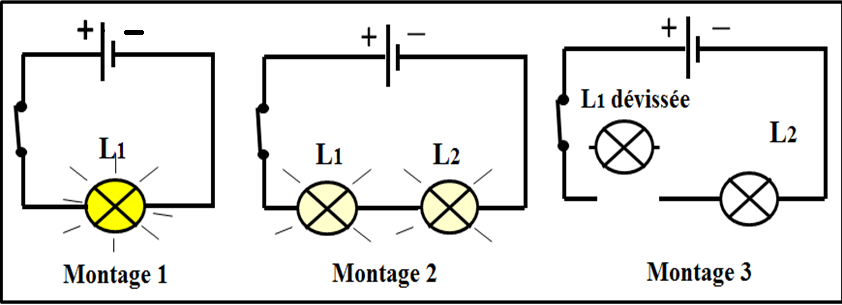 + −
L1
Montage 1
+ −
L1 L2
Montage 2
+ −
L1 dévissée
L2
Montage 3